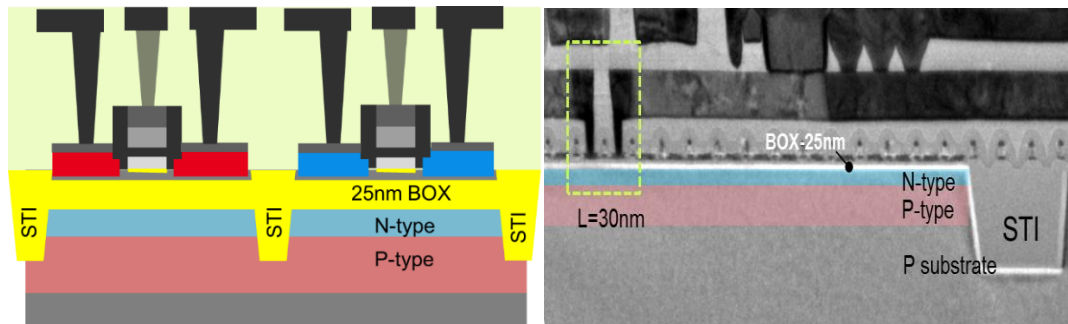 25nm BOX
STI
STI
STI
N-type
P-type
BOX-25nm
N-type
P-type
L=30nm
STI
P substrate